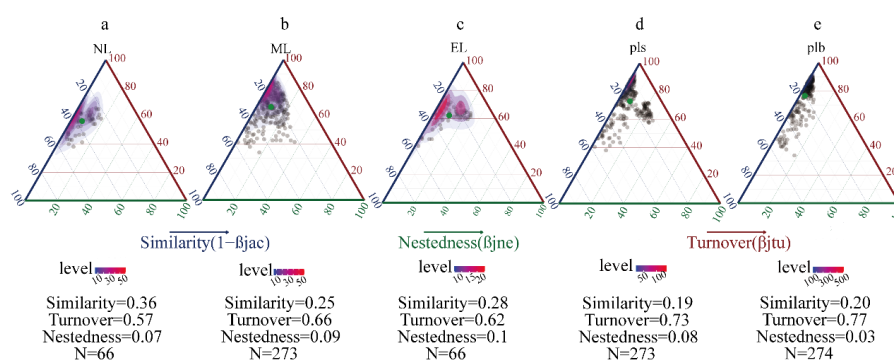 a b c d e
NL ML EL pls plb
100 100 100 100 100
20 20 20 20 20
80 80 80 80 80
40 40 40 40 40
60 60 60 60 60
60 60 60 60 60
40 40 40 40 40
80 80 80 80 80
20 20 20 20 20
100 100 100 100 100
20 40 60 80 100 20 40 60 80 100 20 40 60 80 100 20 40 60 80 100 20 40 60 80
Similarity(1−βjac) Nestedness(βjne) Turnover(βjtu)
level level level level level
10 30 50 10 30 50 10 15 20 50 100 100 300 500
Similarity=0.36 Similarity=0.25 Similarity=0.28 Similarity=0.19 Similarity=0.20
Turnover=0.57 Turnover=0.66 Turnover=0.62 Turnover=0.73 Turnover=0.77
Nestedness=0.07 Nestedness=0.09 Nestedness=0.1 Nestedness=0.08 Nestedness=0.03
N=66 N=273 N=66 N=273 N=274